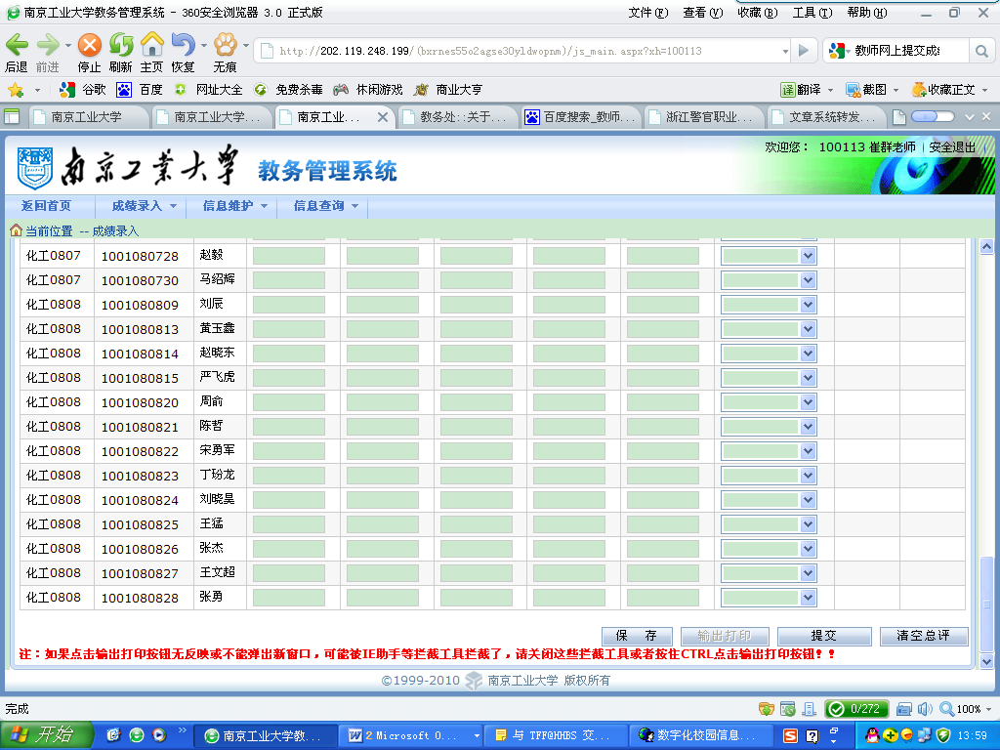 南京工业大学教务管理系统 - 360安全浏览器 3.0 正式版
文件(F) 查看(V) 收藏(B) 工具(T) 帮助(H)
后退 前进 停止 刷新 主页 恢复 无痕
http://202.119.248.199/(bxrnes55o2agse30yldwopnm)/js_main.aspx?xh=100113
教师网上提交成
谷歌 百度 网址大全 免费杀毒 休闲游戏 商业大亨
翻译 截图 收藏正文
南京工业大学 南京工业大学... 南京工业... 教务处::关于... 百度搜索_教师... 浙江警官职业... 文章系统转发...
南京工业大学 教务管理系统
欢迎您： 100113 崔群老师 | 安全退出
返回首页 成绩录入 信息维护 信息查询
当前位置 -- 成绩录入
化工0807 1001080728 赵毅
化工0807 1001080730 马绍辉
化工0808 1001080809 刘辰
化工0808 1001080813 黄玉鑫
化工0808 1001080814 赵晓东
化工0808 1001080815 严飞虎
化工0808 1001080820 周俞
化工0808 1001080821 陈哲
化工0808 1001080822 宋勇军
化工0808 1001080823 丁玢龙
化工0808 1001080824 刘晓昊
化工0808 1001080825 王猛
化工0808 1001080826 张杰
化工0808 1001080827 王文超
化工0808 1001080828 张勇
保 存 输出打印 提交 清空总评
注：如果点击输出打印按钮无反映或不能弹出新窗口，可能被IE助手等拦截工具拦截了，请关闭这些拦截工具或者按住CTRL点击输出打印按钮！！
©1999-2010 南京工业大学 版权所有
完成
0/272
100%
开始
南京工业大学教...
2 Microsoft O...
与 TFF@HHBS 交...
数字化校园信息...
13:59